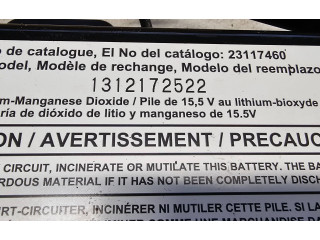 de catalogue, El No del catálogo: 23117460
odel, Modèle de rechange, Modelo del reemplazo
1312172522
m-Manganese Dioxide / Pile de 15,5 V au lithium-bioxyde
ría de dióxido de litio y manganeso de 15.5V
ON / AVERTISSEMENT / PRECAUC
CIRCUIT, INCINERATE OR MUTILATE THIS BATTERY. THE BA
RDOUS MATERIAL IF IT HAS NOT BEEN COMPLETELY DISCH
RT-CIRCUITER, INCINÉRER NI MUTILER CETTE PILE. SI LA